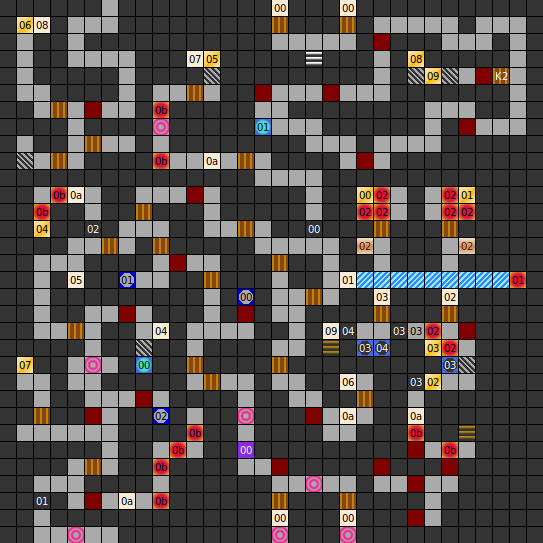 00 00
06 08
07 05 08
09 K2
0b
01
0b 0a
0b 0a 00 02 02 01
0b 02 02 02 02
04 02 00
02 02
05 01 01 01
00 03 02
04 09 04 03 03 02
03 04 03 02
07 00 03
06 03 02
02 0a 0a
0b 0b
0b 00 0b
0b
01 0a 0b
00 00